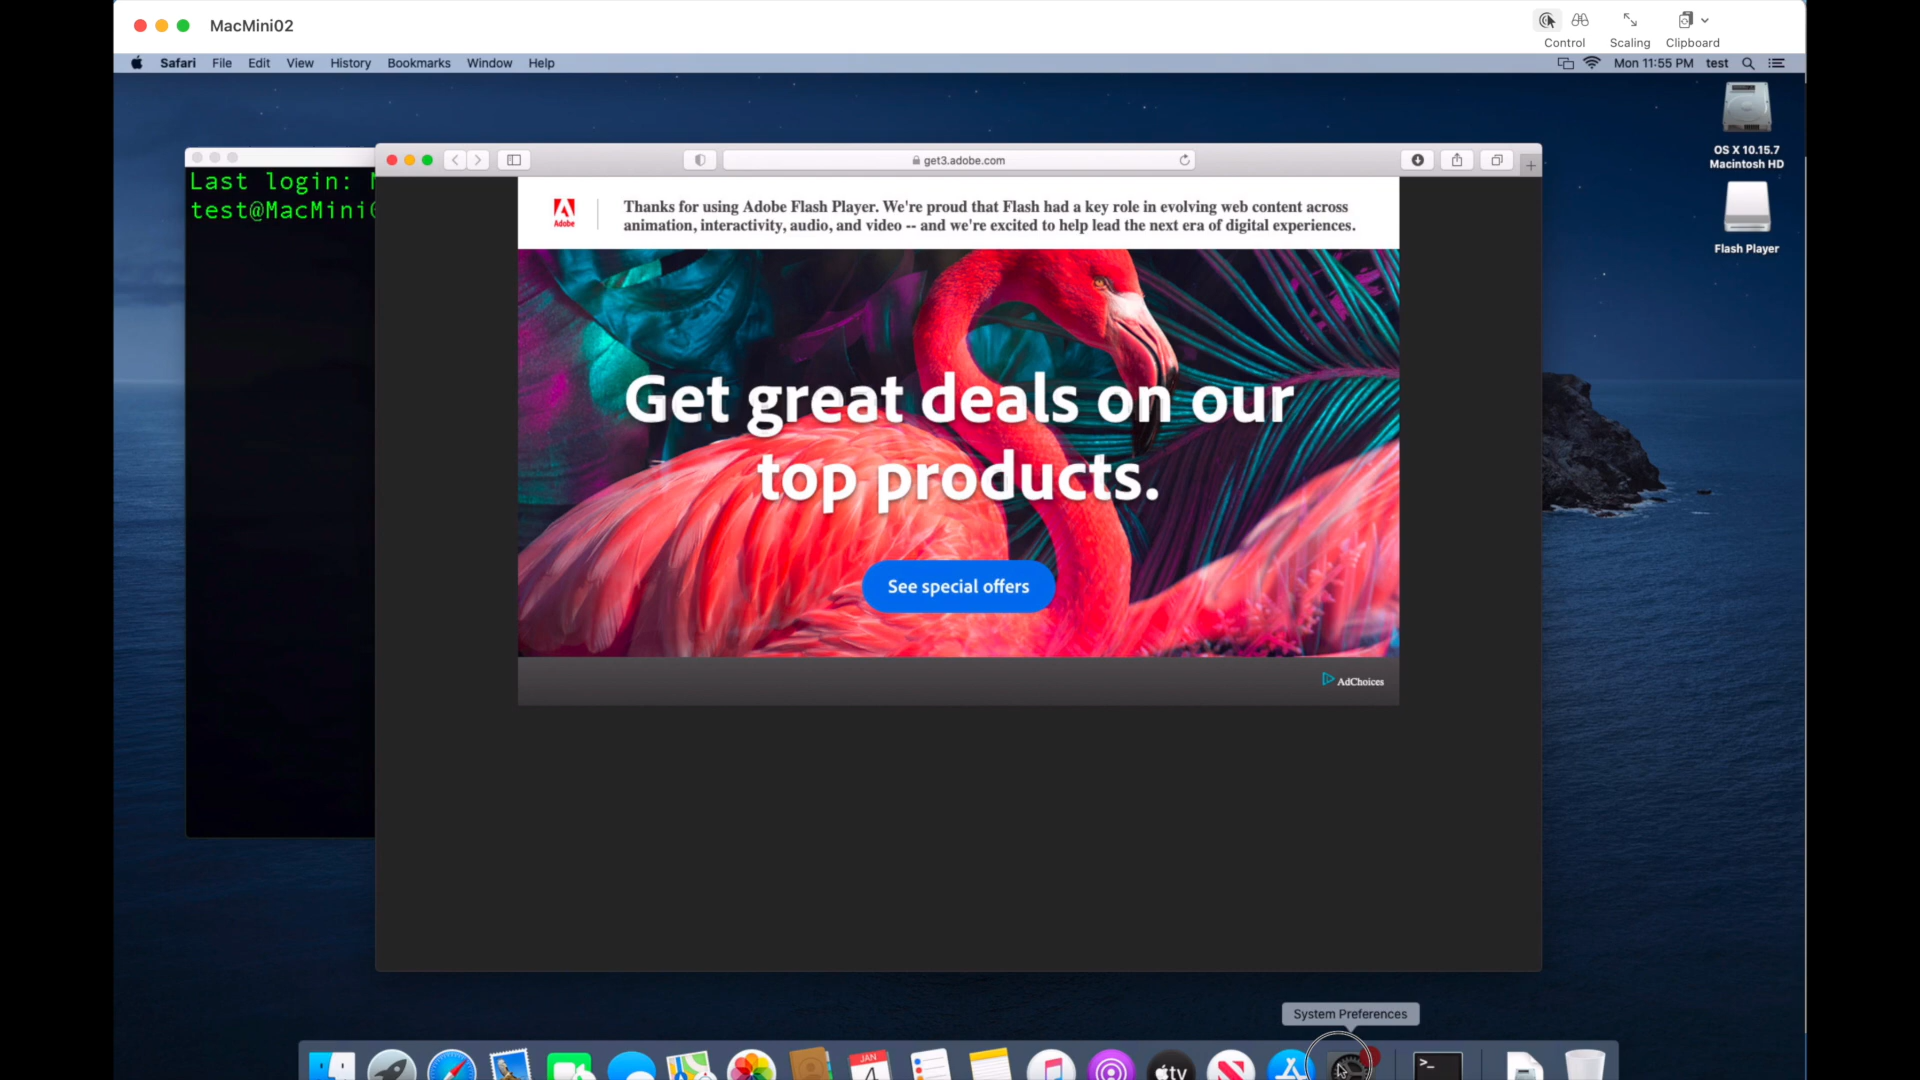 MacMini02
Control
Scaling
Clipboard
Safari File Edit View History Bookmarks Window Help
Mon 11:55 PM test
OS X 10.15.7
Macintosh HD
Flash Player
Last login:
test@MacMini
get3.adobe.com
Adobe
Thanks for using Adobe Flash Player. We're proud that Flash had a key role in evolving web content across
animation, interactivity, audio, and video -- and we're excited to help lead the next era of digital experiences.
Get great deals on our
top products.
See special offers
AdChoices
System Preferences
JAN
4
tv
>_